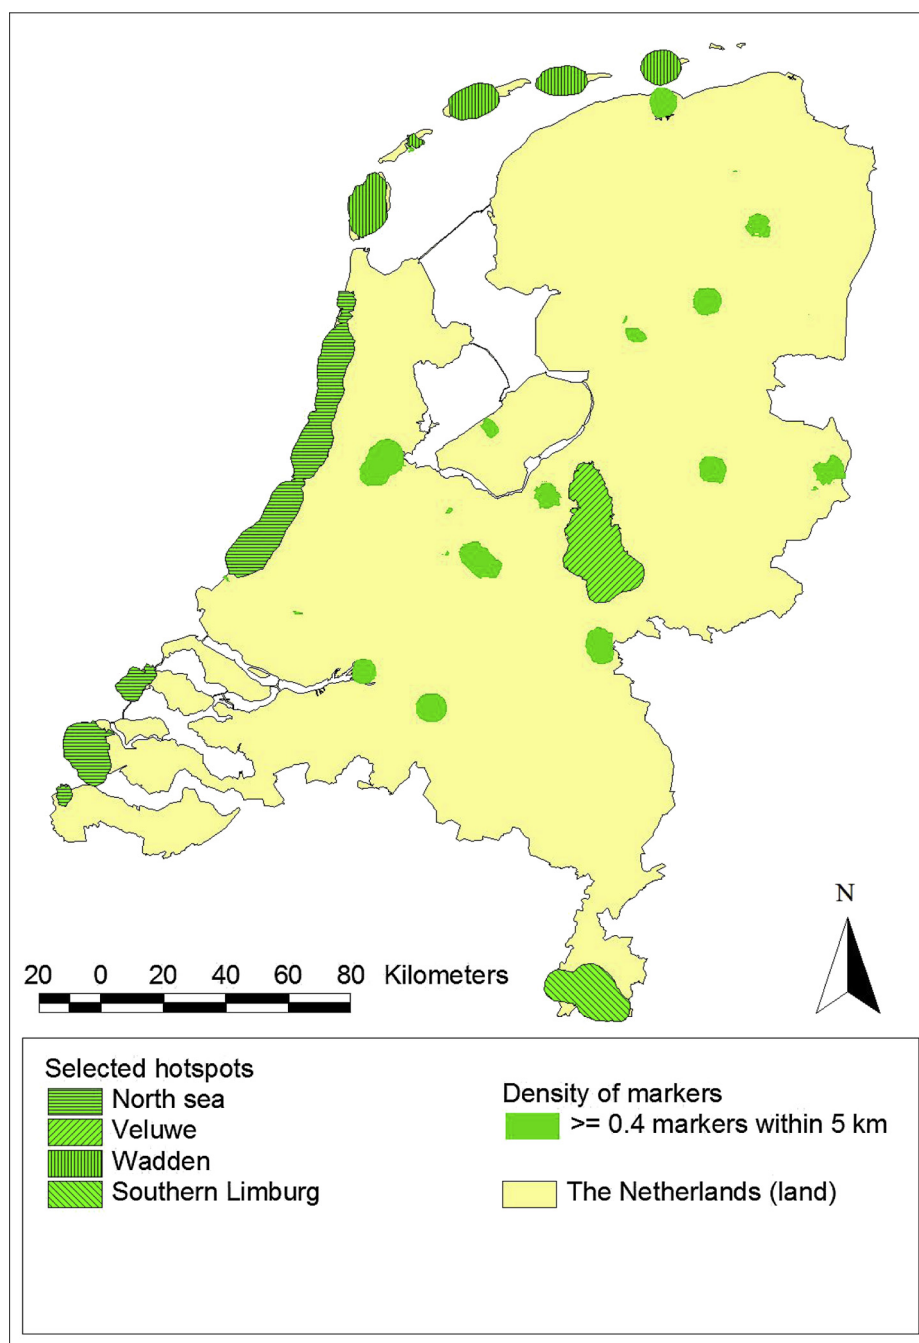 N
20 0 20 40 60 80 Kilometers
Selected hotspots
North sea
Veluwe
Wadden
Southern Limburg
Density of markers
>= 0.4 markers within 5 km
The Netherlands (land)